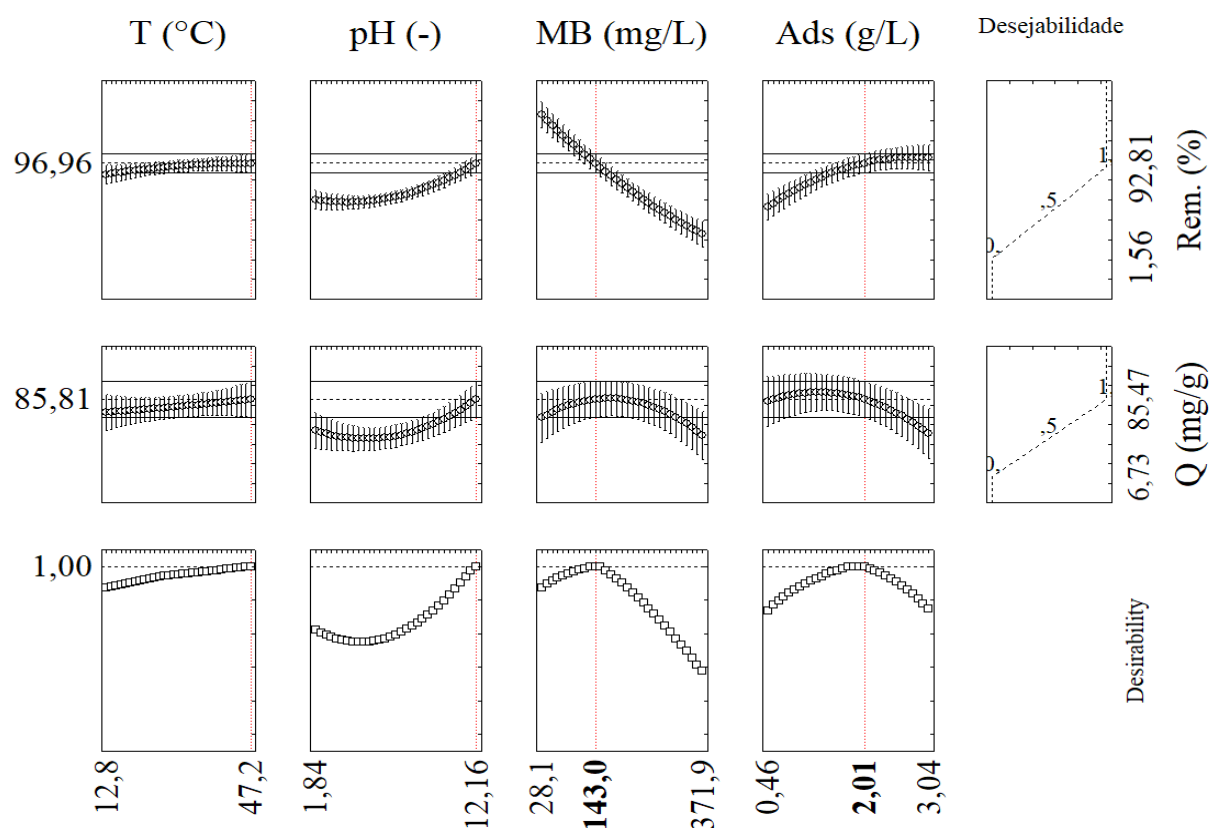 T (°C) pH (-) MB (mg/L) Ads (g/L) Desejabilidade
96,96
0, ,5 1,
1,56 92,81
Rem. (%)
85,81
0, ,5 1,
6,73 85,47
Q (mg/g)
1,00
Desirability
12,8 47,2 1,84 12,16 28,1 143,0 371,9 0,46 2,01 3,04